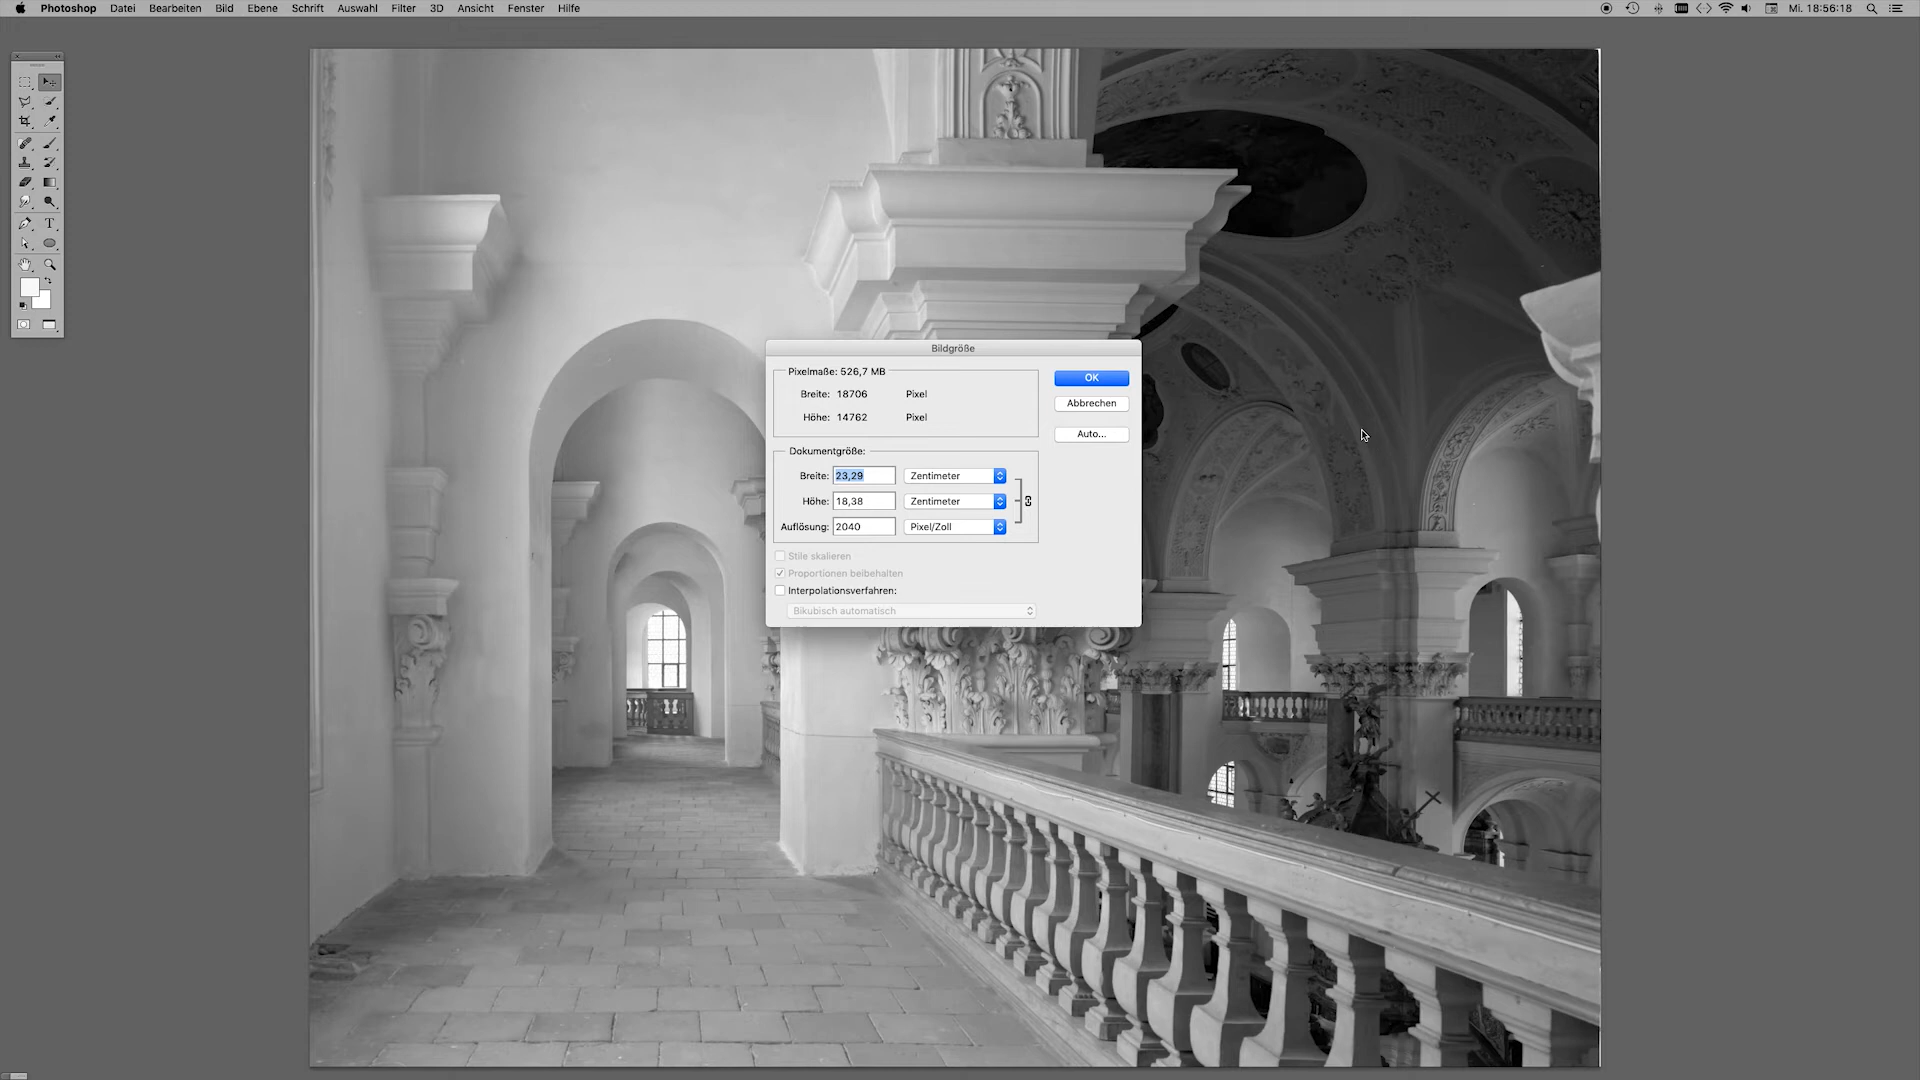 Photoshop Datei Bearbeiten Bild Ebene Schrift Auswahl Filter 3D Ansicht Fenster Hilfe Mi. 18:56:18
Bildgröße
Pixelmaße: 526,7 MB
Breite: 18706 Pixel
Höhe: 14762 Pixel
OK
Abbrechen
Auto...
Dokumentgröße:
Breite: 23,29 Zentimeter
Höhe: 18,38 Zentimeter
Auflösung: 2040 Pixel/Zoll
Stile skalieren
Proportionen beibehalten
Interpolationsverfahren:
Bikubisch automatisch